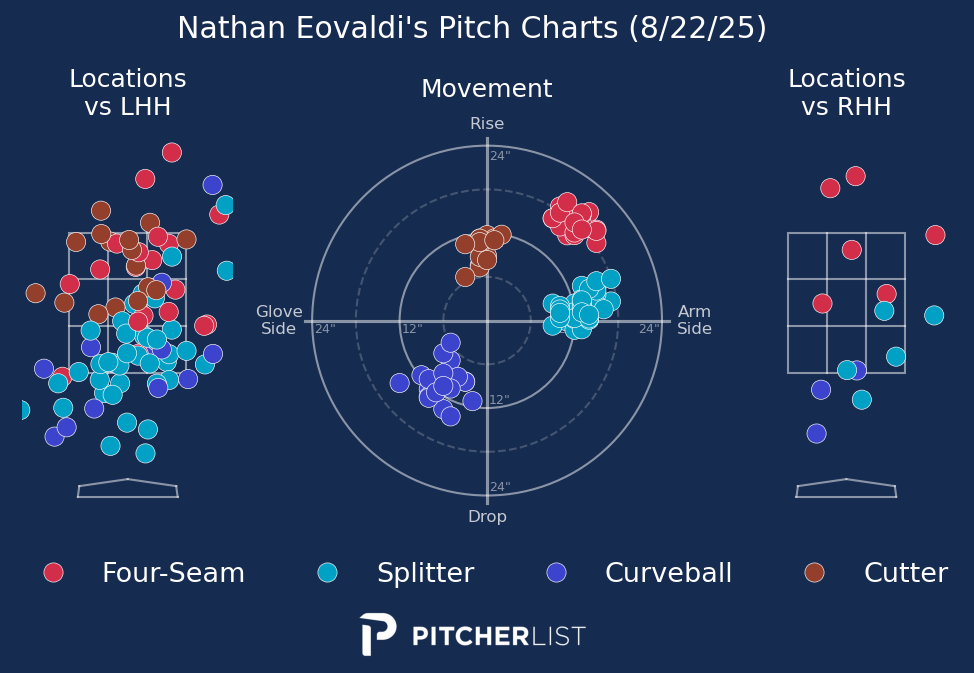 Nathan Eovaldi's Pitch Charts (8/22/25)
Locations
vs LHH
Movement
Locations
vs RHH
Rise
24"
Glove
Side
24"
12"
24"
Arm
Side
12"
24"
Drop
Four-Seam
Splitter
Curveball
Cutter
PITCHERLIST